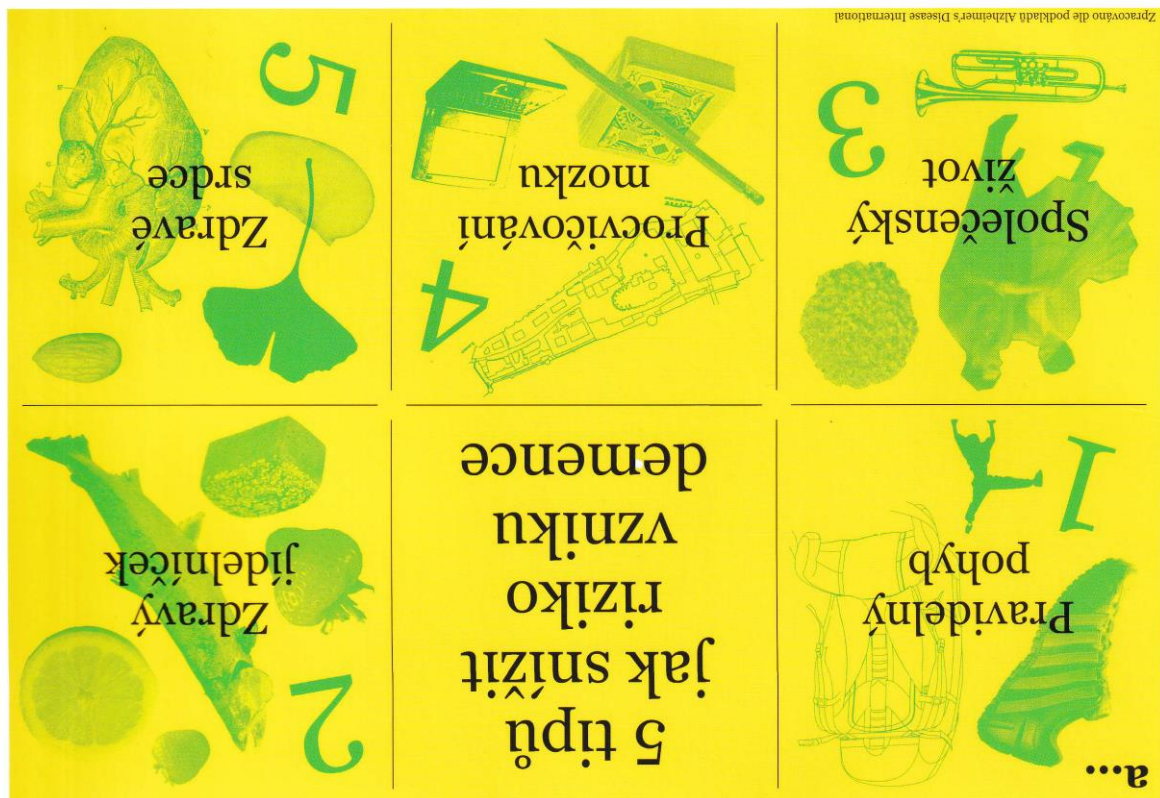 a...
1
Pravidelný
pohyb
5 tipů
jak snížit
riziko
vzniku
demence
2
Zdravý
jídelníček
3
Společenský
život
4
Procvičování
mozku
5
Zdravé
srdce
Zpracováno dle podkladů Alzheimer's Disease International